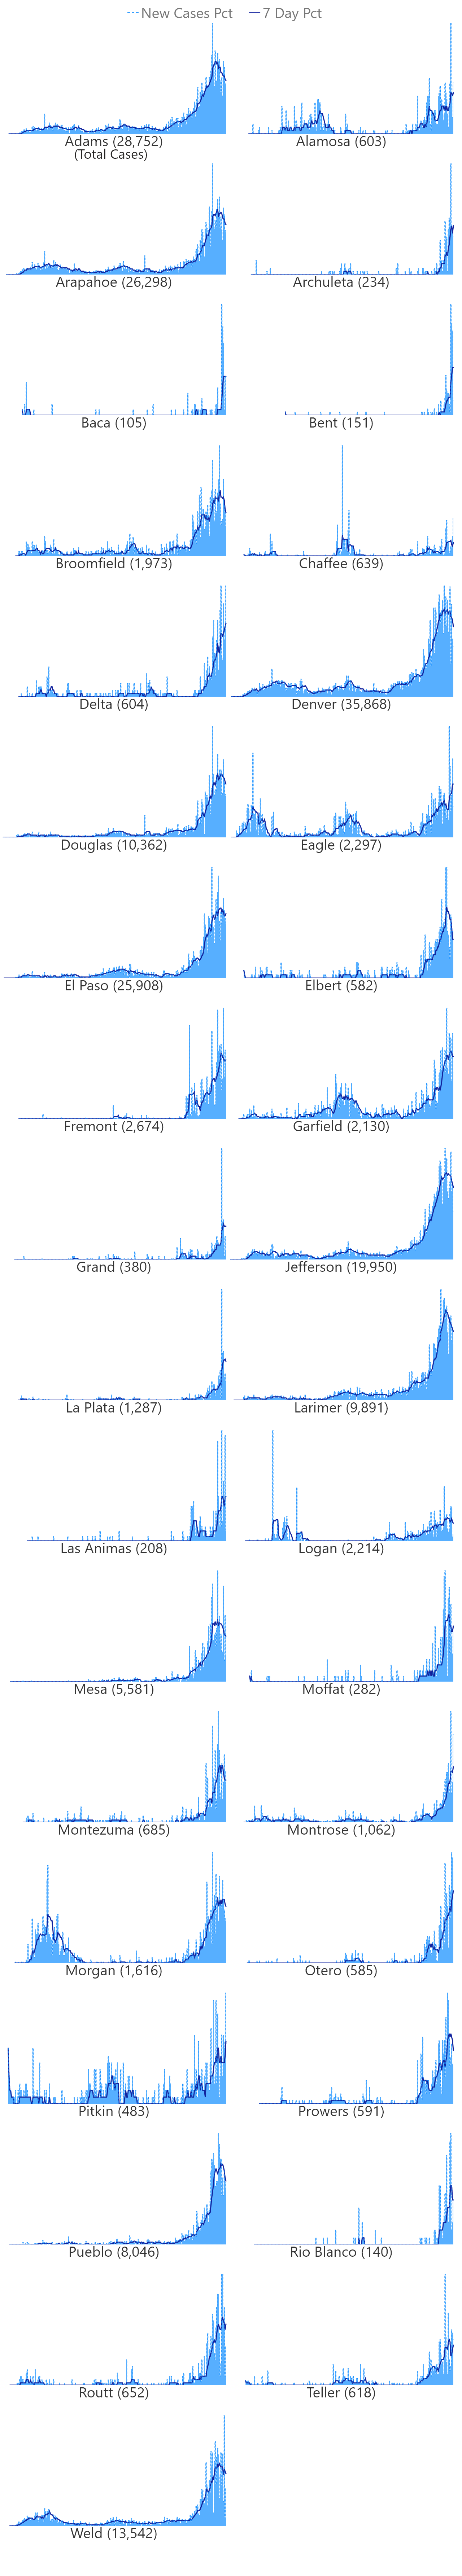 New Cases Pct 7 Day Pct
Adams (28,752) Alamosa (603)
(Total Cases)
Arapahoe (26,298) Archuleta (234)
Baca (105) Bent (151)
Broomfield (1,973) Chaffee (639)
Delta (604) Denver (35,868)
Douglas (10,362) Eagle (2,297)
El Paso (25,908) Elbert (582)
Fremont (2,674) Garfield (2,130)
Grand (380) Jefferson (19,950)
La Plata (1,287) Larimer (9,891)
Las Animas (208) Logan (2,214)
Mesa (5,581) Moffat (282)
Montezuma (685) Montrose (1,062)
Morgan (1,616) Otero (585)
Pitkin (483) Prowers (591)
Pueblo (8,046) Rio Blanco (140)
Routt (652) Teller (618)
Weld (13,542)